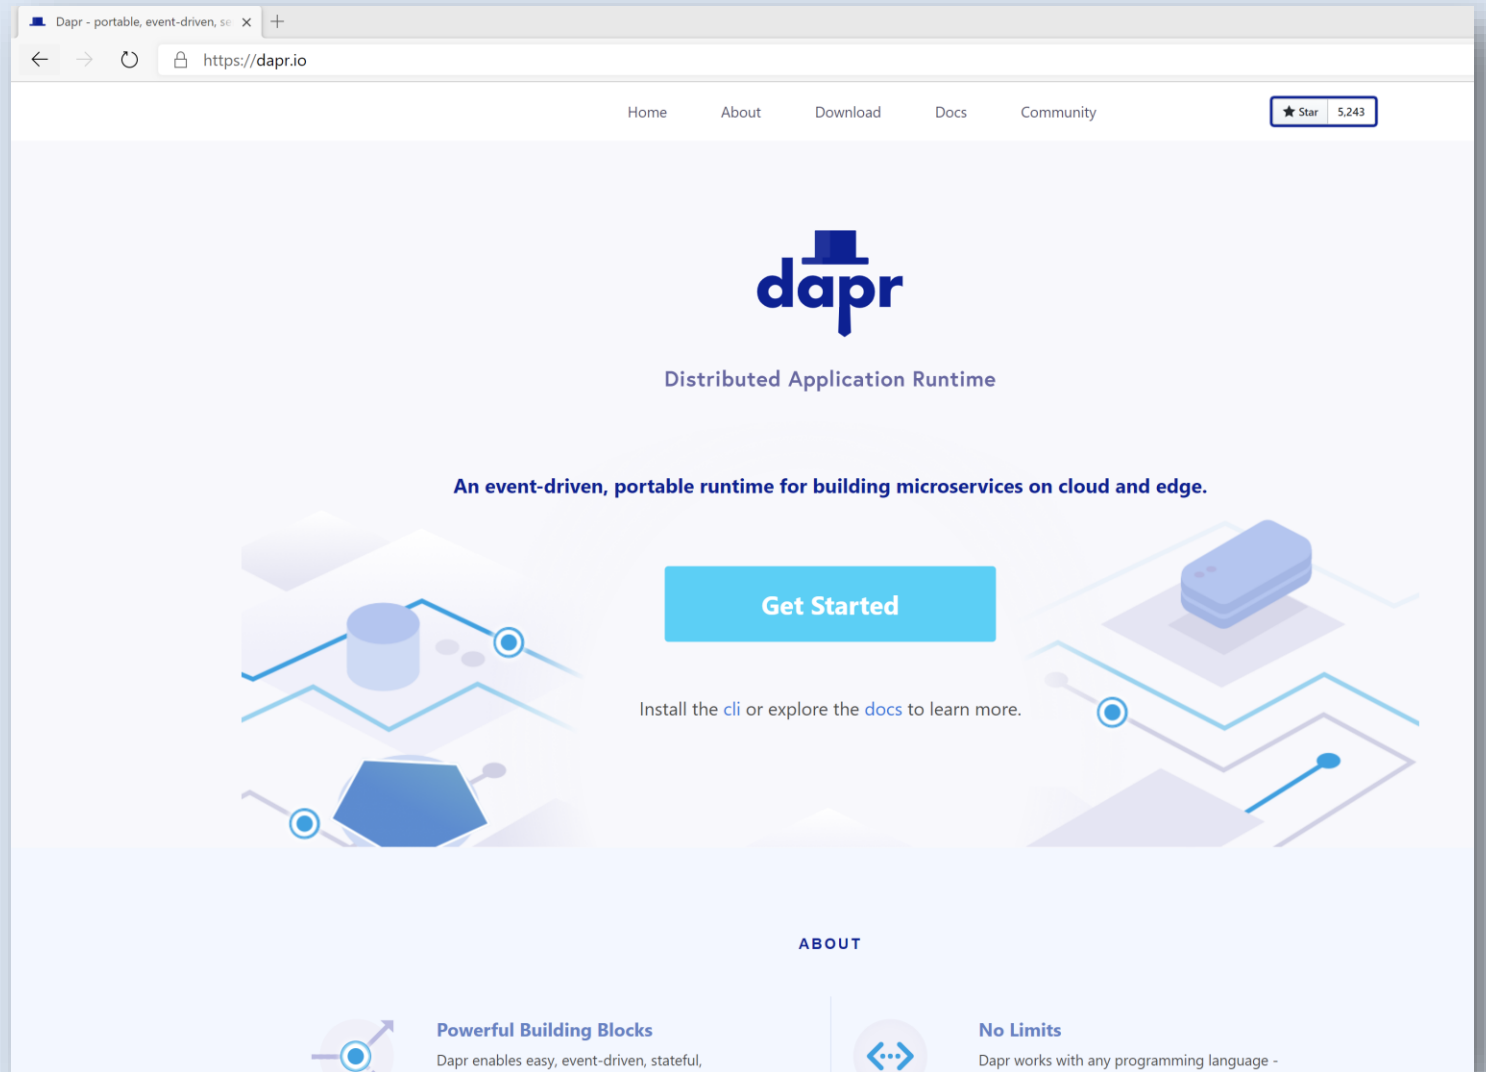 Dapr - portable, event-driven, se
https://dapr.io
Home About Download Docs Community
Star 5,243
dapr
Distributed Application Runtime
An event-driven, portable runtime for building microservices on cloud and edge.
Get Started
Install the cli or explore the docs to learn more.
ABOUT
Powerful Building Blocks
Dapr enables easy, event-driven, stateful,
No Limits
Dapr works with any programming language -